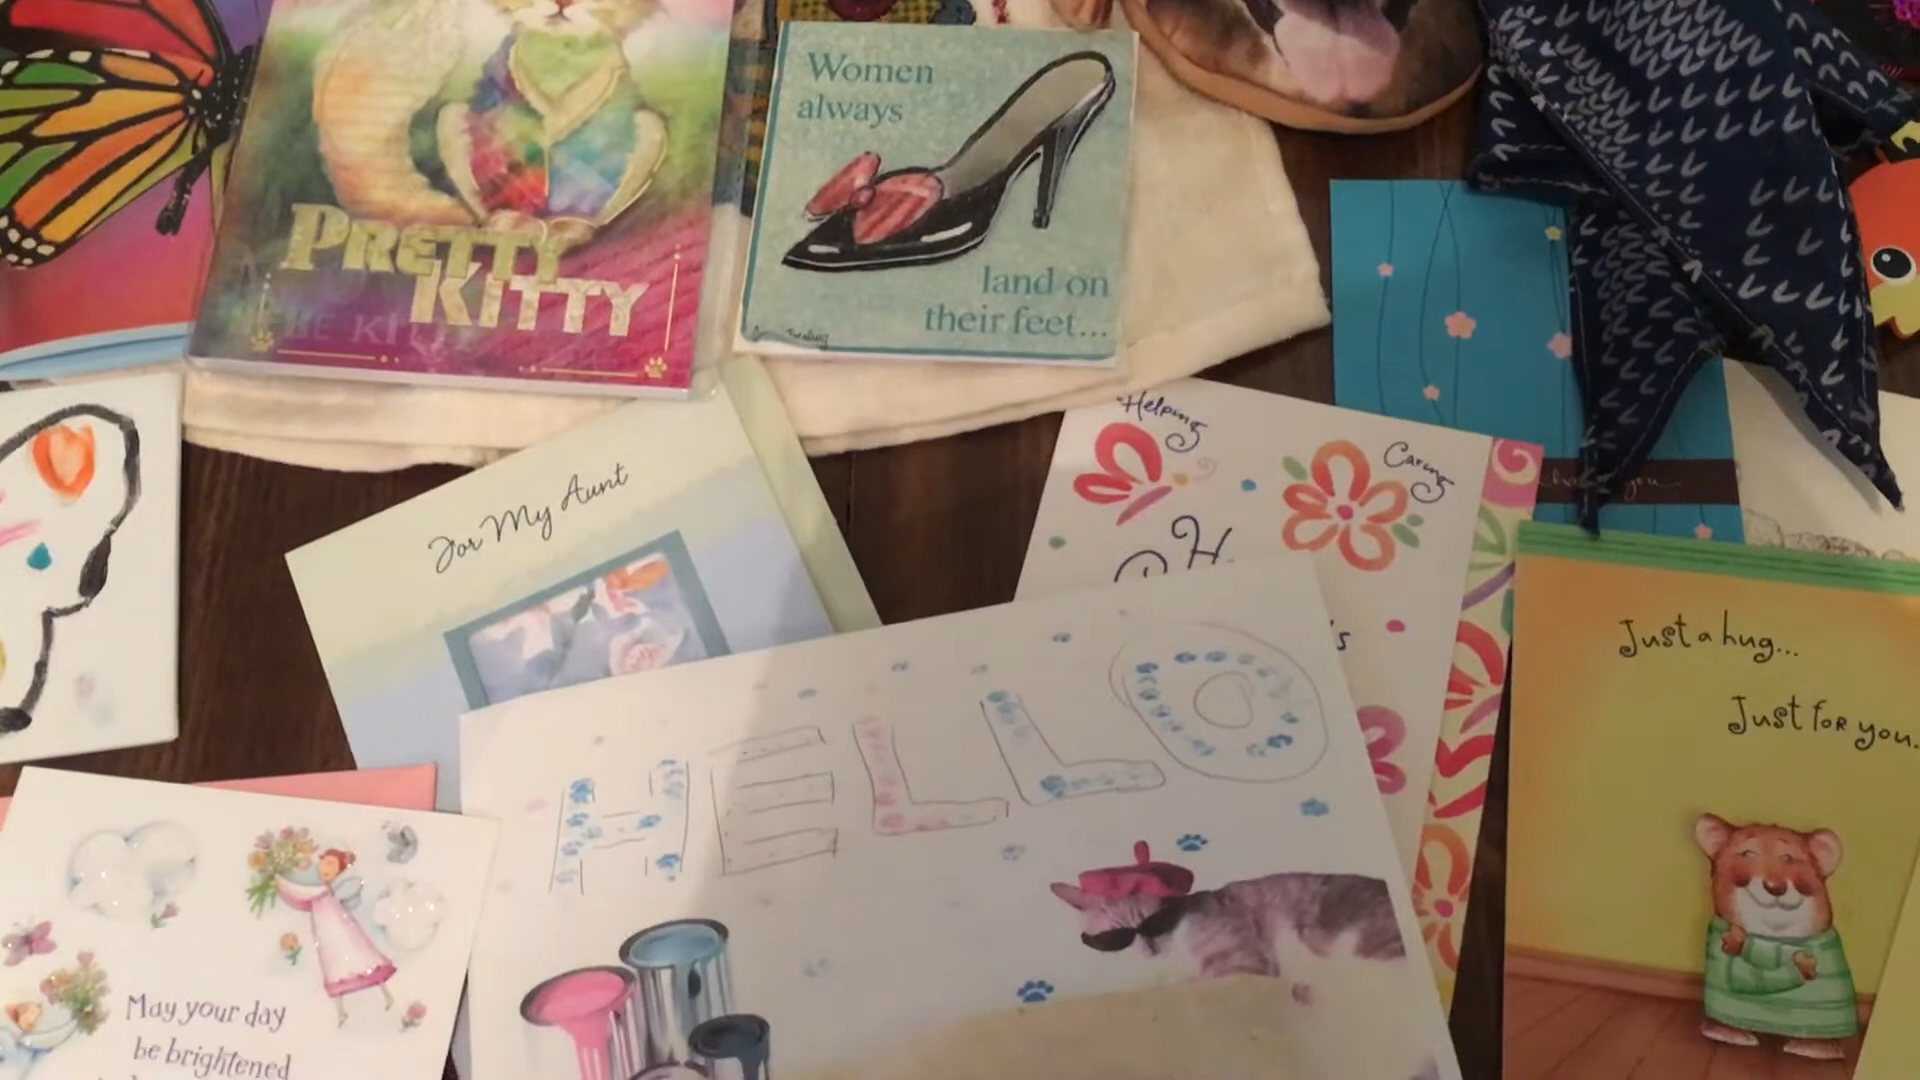 Women
always
land on
their feet...
PRETTY
KITTY
Helping
Caring
For My Aunt
H
's
you
Just a hug...
Just for you.
HELLO
May your day
be brightened